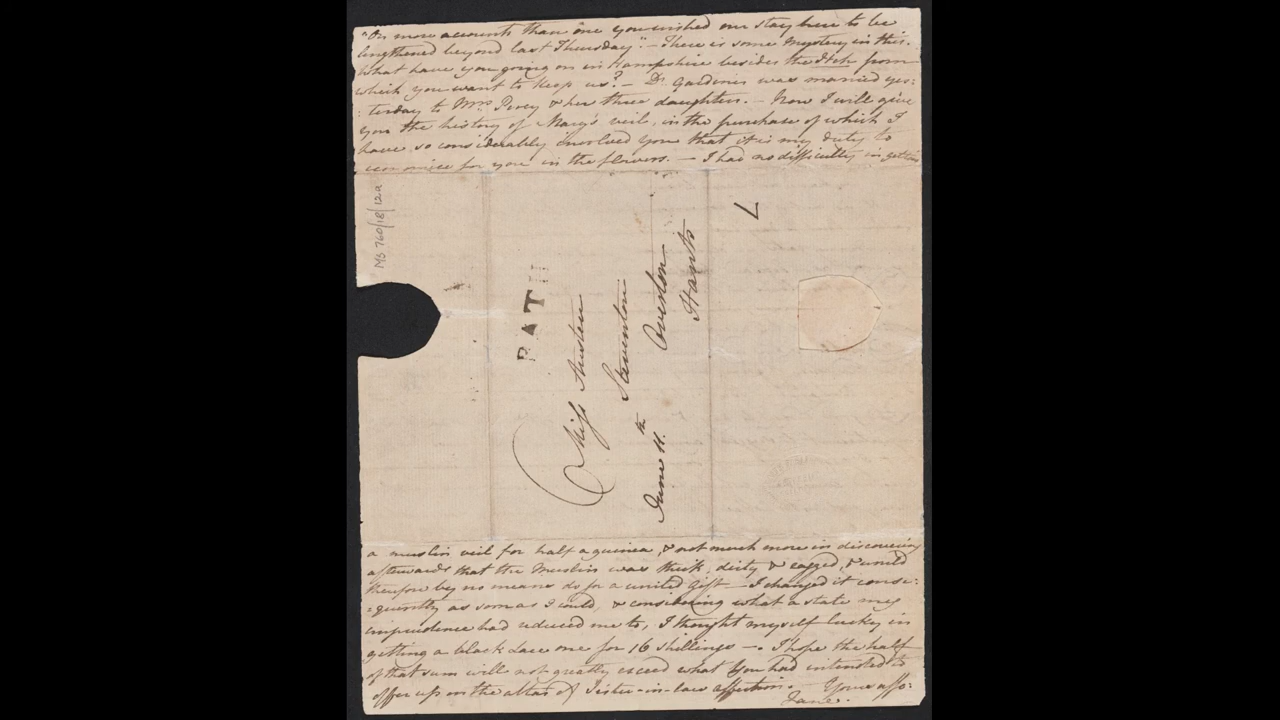 "On more accounts than one you wished our stay here to be
lengthened beyond last Thursday."—There is some Mystery in this.
What have you going on in Hampshire besides the Itch from
which you want to keep us?—Dr. Gardiner was married yes:
:terday to Mrs. Percy & her three daughters.—Now I will give
you the history of Mary's veil, in the purchase of which I
have so considerably involved you that it is my duty to
economise for you in the flowers.—I had no difficulty in getting
MS 760/18/12a
BATH
Miss Austen
Steventon
Overton
Hants
June 11th
7
a muslin veil for half a guinea, & not much more in discovering
afterwards that the Muslin was thick, dirty & ragged, & would
therefore by no means do for a united Gift—I changed it conse:
:quently as soon as I could, & considering what a state my
impudence had reduced me to, I thought myself lucky in
getting a black Lace one for 16 shillings—. I hope the half
of that sum will not greatly exceed what You had intended to
offer up on the altar of Sister-in-law affection.—Yours affec:
Jane.